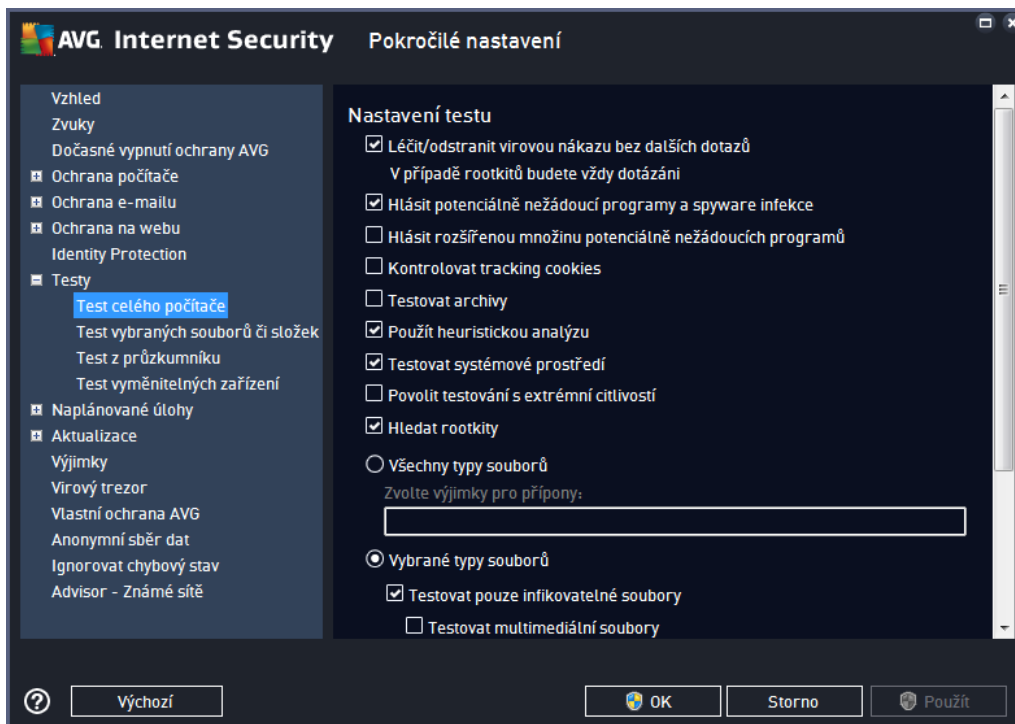 AVG. Internet Security Pokročilé nastavení
Vzhled
Zvuky
Dočasné vypnutí ochrany AVG
Ochrana počítače
Ochrana e-mailu
Ochrana na webu
Identity Protection
Testy
Test celého počítače
Test vybraných souborů či složek
Test z průzkumníku
Test vyměnitelných zařízení
Naplánované úlohy
Aktualizace
Výjimky
Virový trezor
Vlastní ochrana AVG
Anonymní sběr dat
Ignorovat chybový stav
Advisor - Známé sítě
Nastavení testu
Léčit/odstranit virovou nákazu bez dalších dotazů
V případě rootkitů budete vždy dotázáni
Hlásit potenciálně nežádoucí programy a spyware infekce
Hlásit rozšířenou množinu potenciálně nežádoucích programů
Kontrolovat tracking cookies
Testovat archivy
Použít heuristickou analýzu
Testovat systémové prostředí
Povolit testování s extrémní citlivostí
Hledat rootkity
Všechny typy souborů
Zvolte výjimky pro přípony:
Vybrané typy souborů
Testovat pouze infikovatelné soubory
Testovat multimediální soubory
Výchozí
OK
Storno
Použít